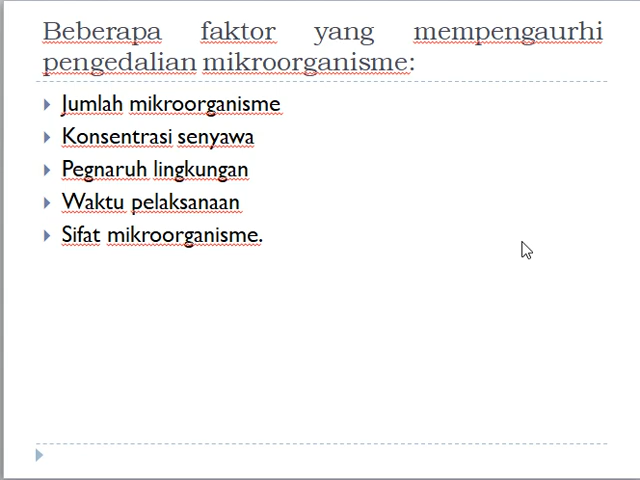 Beberapa faktor yang mempengaurhi
pengedalian mikroorganisme:
Jumlah mikroorganisme
Konsentrasi senyawa
Pegnaruh lingkungan
Waktu pelaksanaan
Sifat mikroorganisme.